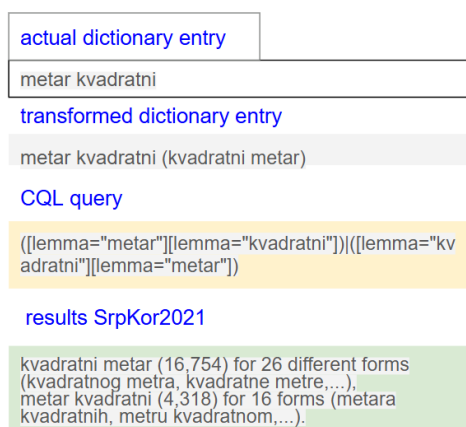 actual dictionary entry
metar kvadratni
transformed dictionary entry
metar kvadratni (kvadratni metar)
CQL query
([lemma="metar"][lemma="kvadratni"])|([lemma="kv
adratni"][lemma="metar"])
results SrpKor2021
kvadratni metar (16,754) for 26 different forms
(kvadratnog metra, kvadratne metre,...),
metar kvadratni (4,318) for 16 forms (metara
kvadratnih, metru kvadratnom,...).